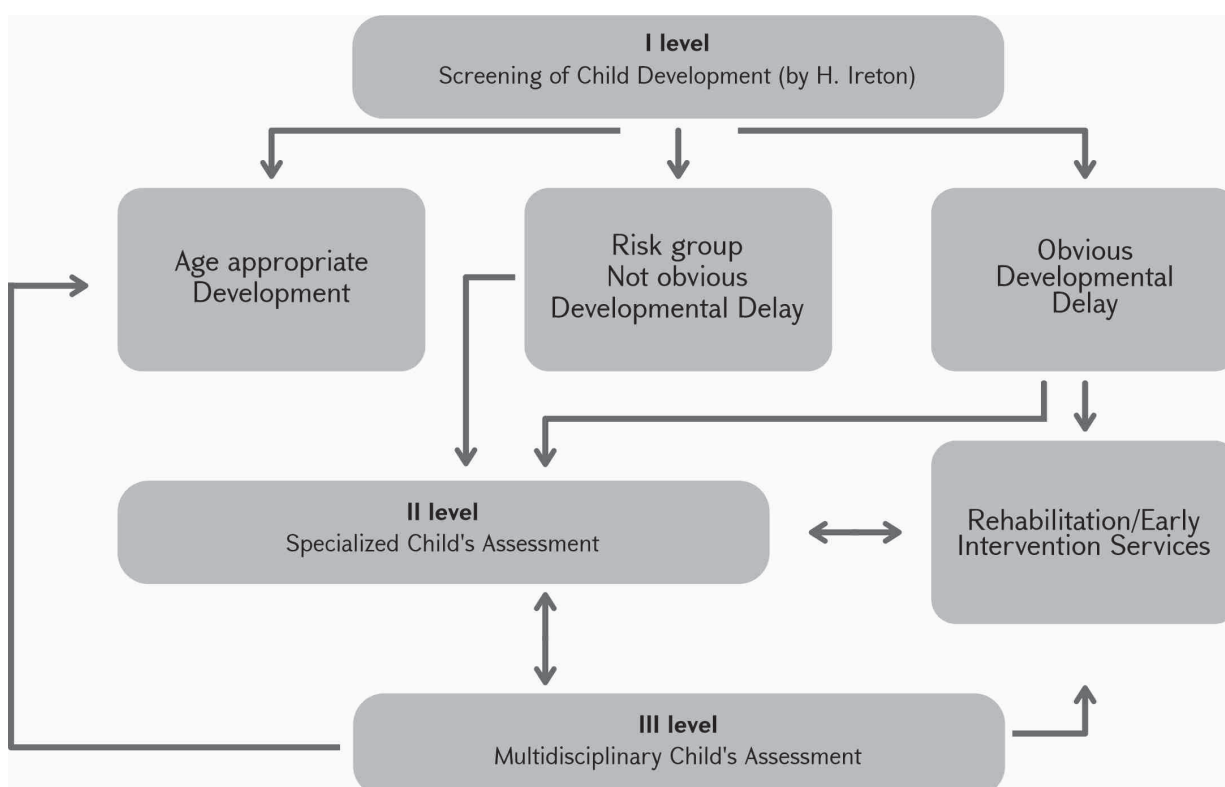 I level
Screening of Child Development (by H. Ireton)
Age appropriate
Development
Risk group
Not obvious
Developmental Delay
Obvious
Developmental
Delay
II level
Specialized Child's Assessment
Rehabilitation/Early
Intervention Services
III level
Multidisciplinary Child's Assessment